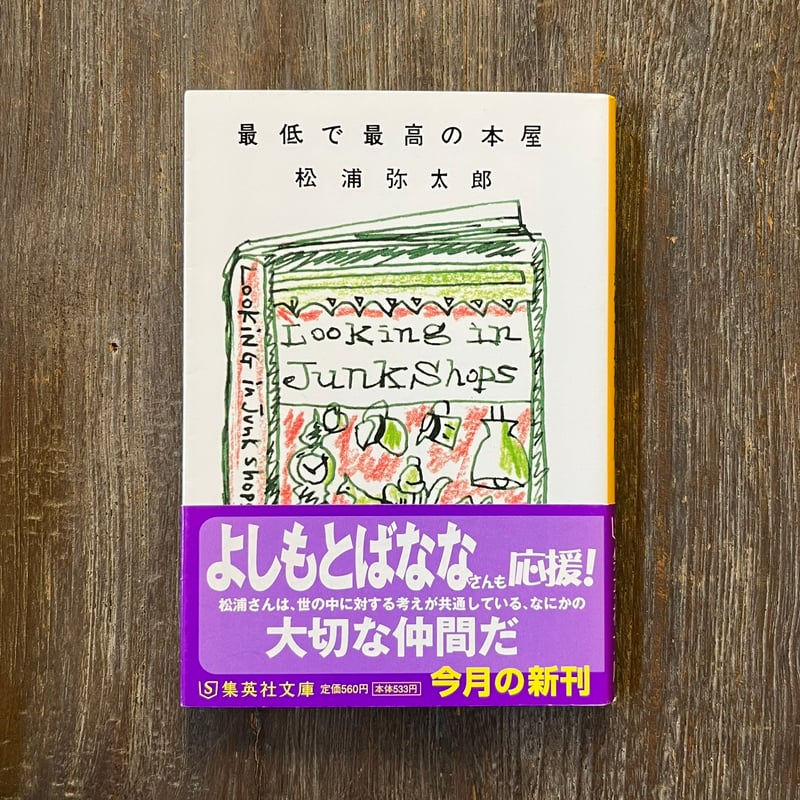 最低で最高の本屋
松浦弥太郎
Looking in
Junk Shops
Looking in Junk Shops
よしもとばななさんも応援!
松浦さんは、世の中に対する考えが共通している、なにかの
大切な仲間だ
S 集英社文庫 定価560円 本体533円 今月の新刊